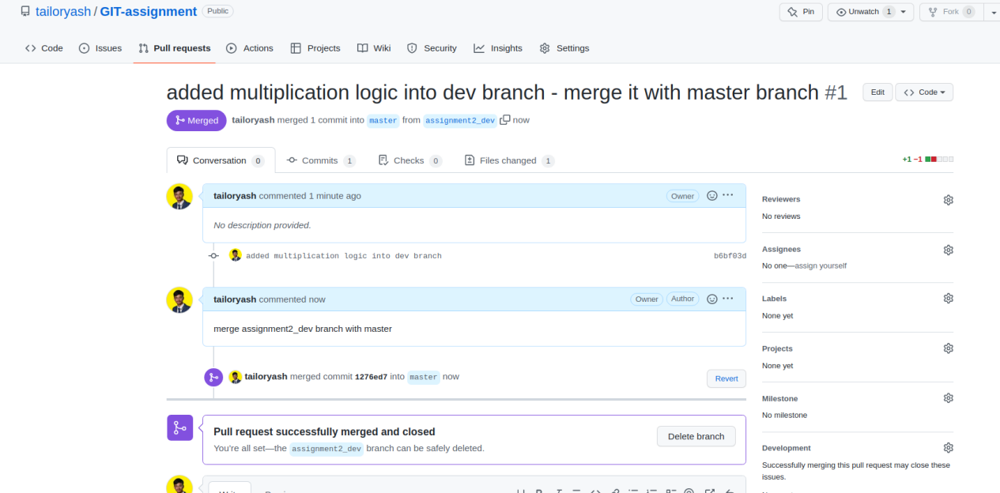 tailoryash / GIT-assignment Public Pin Unwatch 1 Fork 0
Code Issues Pull requests Actions Projects Wiki Security Insights Settings
added multiplication logic into dev branch - merge it with master branch #1 Edit Code
Merged tailoryash merged 1 commit into master from assignment2_dev now
Conversation 0 Commits 1 Checks 0 Files changed 1 +1 −1
tailoryash commented 1 minute ago Owner
No description provided.
added multiplication logic into dev branch b6bf03d
tailoryash commented now Owner Author
merge assignment2_dev branch with master
tailoryash merged commit 1276ed7 into master now Revert
Pull request successfully merged and closed
You're all set—the assignment2_dev branch can be safely deleted.
Delete branch
Reviewers
No reviews
Assignees
No one—assign yourself
Labels
None yet
Projects
None yet
Milestone
No milestone
Development
Successfully merging this pull request may close these
issues.